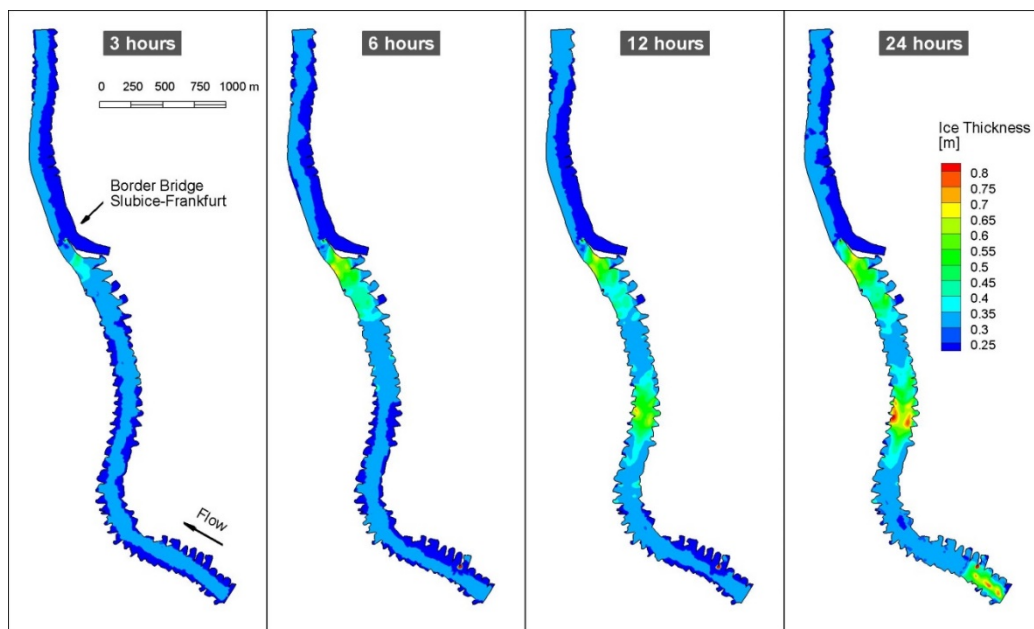 3 hours
6 hours
12 hours
24 hours
0 250 500 750 1000 m
Border Bridge
Slubice-Frankfurt
Flow
Ice Thickness
[m]
0.8
0.75
0.7
0.6
0.55
0.5
0.45
0.4
0.35
0.3
0.25